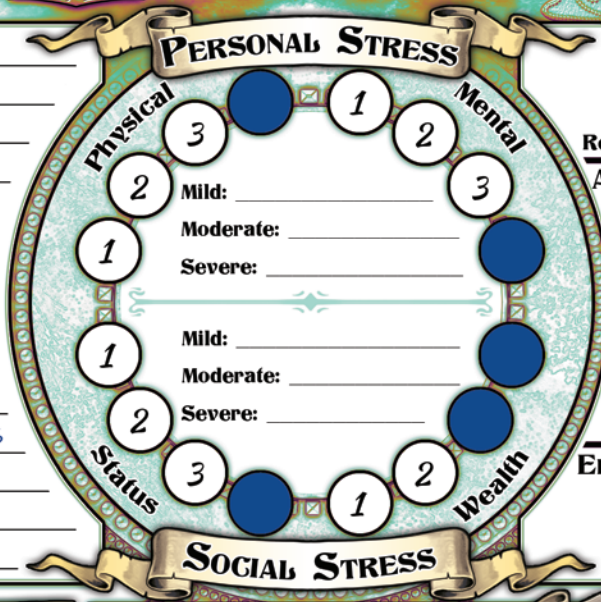 PERSONAL STRESS
Physical
Mental
3
1
2
2
3
1
Mild:
Moderate:
Severe:
Mild:
Moderate:
Severe:
1
2
3
1
2
Status
Wealth
SOCIAL STRESS